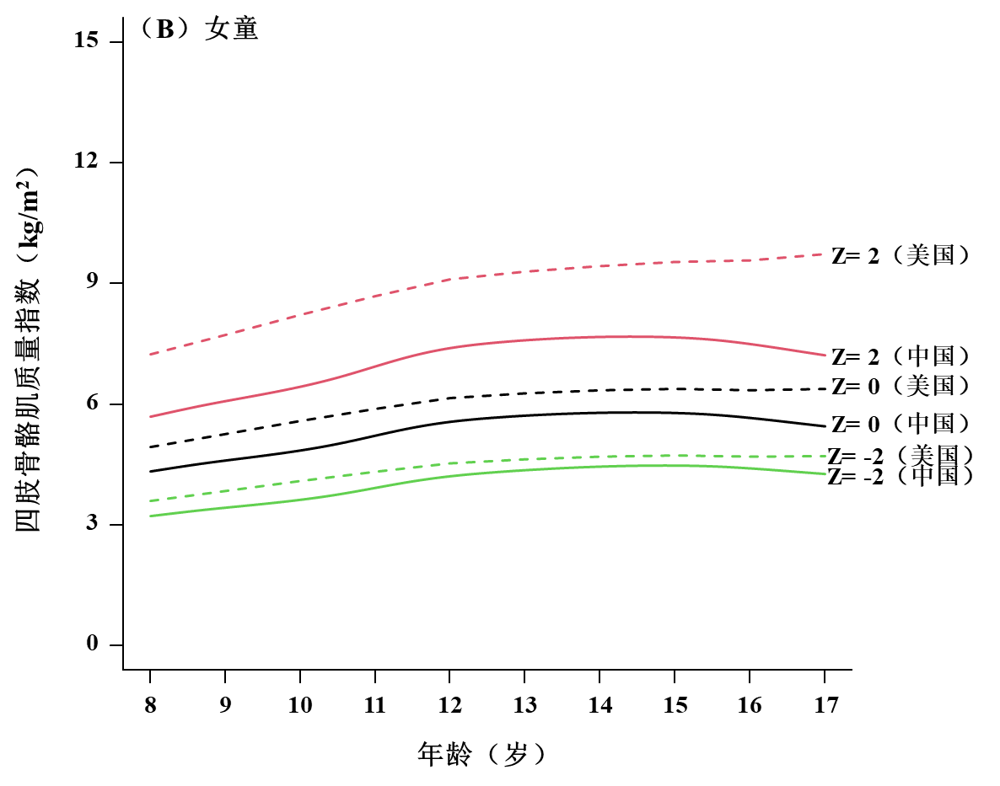 （B）女童
15
12
9
6
3
0
四肢骨骼肌质量指数（kg/m²）
Z= 2（美国）
Z= 2（中国）
Z= 0（美国）
Z= 0（中国）
Z= -2（美国）
Z= -2（中国）
8 9 10 11 12 13 14 15 16 17
年龄（岁）